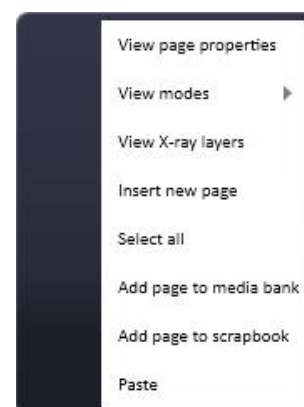 View page properties
View modes
View X-ray layers
Insert new page
Select all
Add page to media bank
Add page to scrapbook
Paste